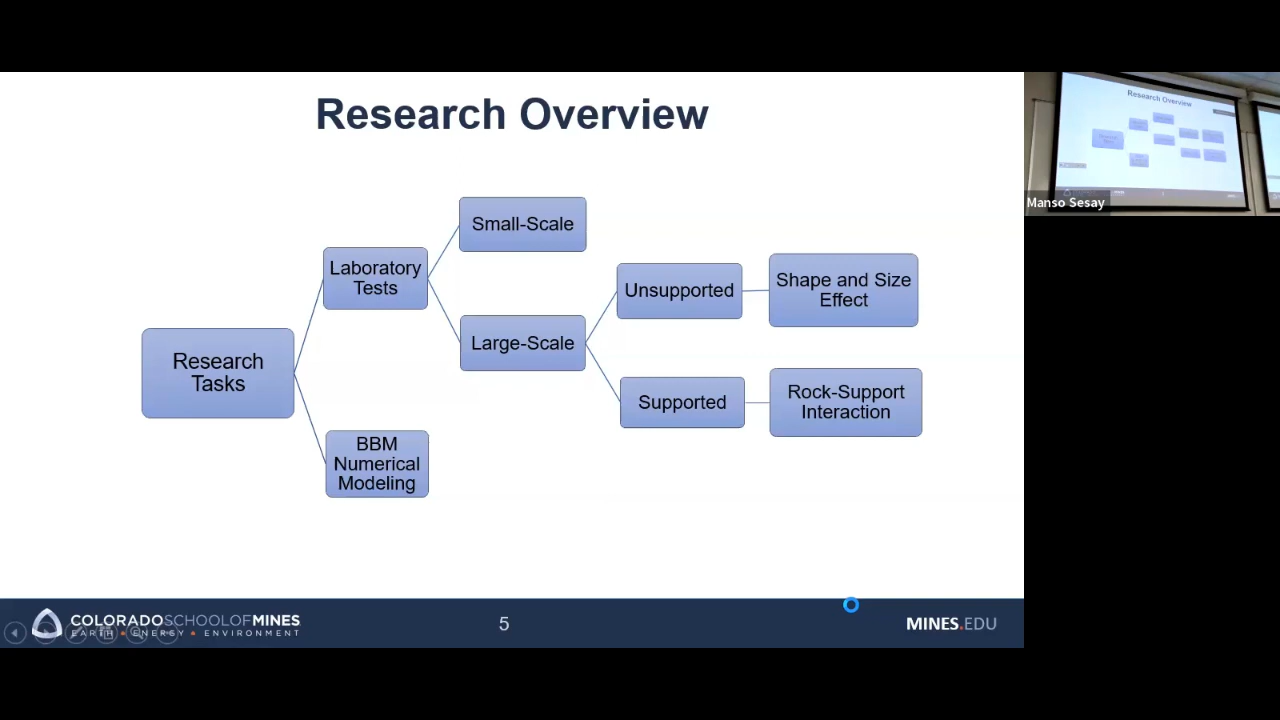 Research Overview
Small-Scale
Laboratory
Tests
Unsupported
Shape and Size
Effect
Large-Scale
Research
Tasks
Supported
Rock-Support
Interaction
BBM
Numerical
Modeling
COLORADOSCHOOLOFMINES
EARTH • ENERGY • ENVIRONMENT
5
MINES.EDU
Research Overview
Manso Sesay